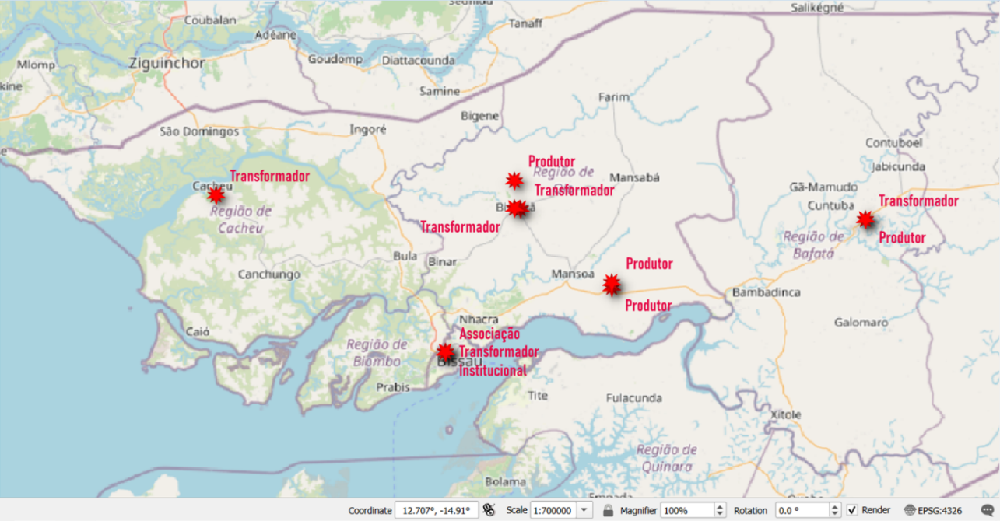 Sedhiou
Salikégné
Coubalan
Tanaff
Adéane
Mlomp
Ziguinchor
Goudomp
Diattacounda
kine
Samine
Farim
Bigene
São Domingos
Ingoré
Contuboel
Produtor
Jabicunda
Região de
Transformador
Mansabá
Cacheu
Transformador
Gã-Mamudo
Transformador
Cuntuba
Região de
Cacheu
Transformador
Região de
Bafatá
Produtor
Bula
Binar
Produtor
Canchungo
Mansoa
Bambadinca
Produtor
Nhacra
Galomaro
Caió
Associação
Região de
Biombo
Transformador
Bissau
Institucional
Prabis
Tite
Fulacunda
Xitole
Região de
Quinara
Bolama
Coordinate 12.707°, -14.91° Scale 1:700000 Magnifier 100% Rotation 0.0 ° Render EPSG:4326